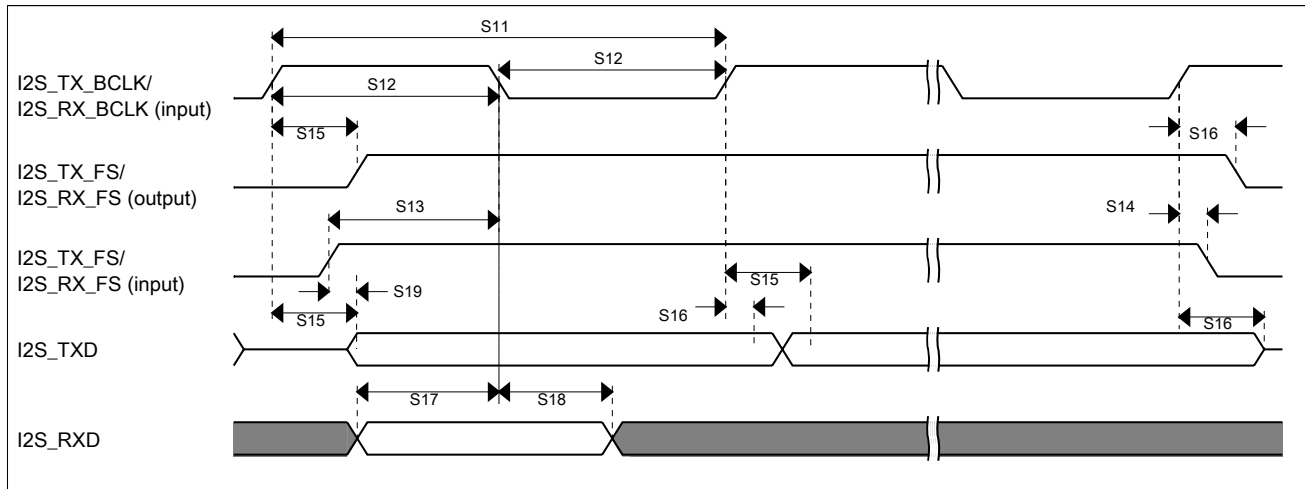 S11
I2S_TX_BCLK/
I2S_RX_BCLK (input)
S12
S12
S15
S16
I2S_TX_FS/
I2S_RX_FS (output)
S13
S14
I2S_TX_FS/
I2S_RX_FS (input)
S15
S19
S15
S16
S16
I2S_TXD
S17
S18
I2S_RXD